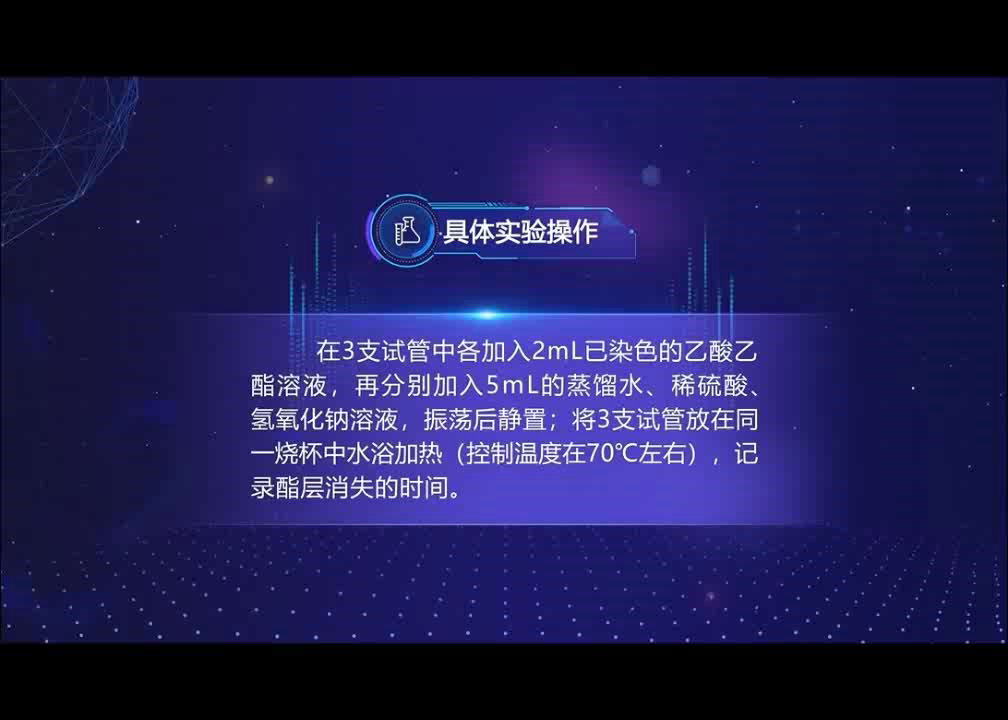 具体实验操作
在3支试管中各加入2mL已染色的乙酸乙
酯溶液，再分别加入5mL的蒸馏水、稀硫酸、
氢氧化钠溶液，振荡后静置；将3支试管放在同
一烧杯中水浴加热（控制温度在70℃左右），记
录酯层消失的时间。